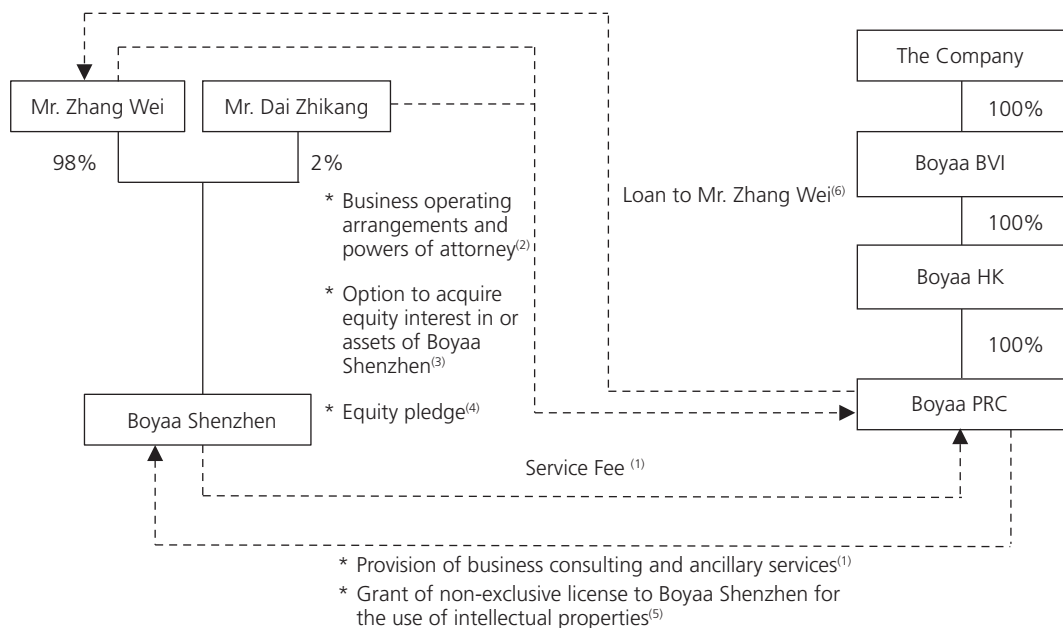 The Company
Mr. Zhang Wei
Mr. Dai Zhikang
100%
98%
2%
Boyaa BVI
* Business operating
arrangements and
powers of attorney(2)
Loan to Mr. Zhang Wei(6)
100%
Boyaa HK
* Option to acquire
equity interest in or
assets of Boyaa
Shenzhen(3)
100%
Boyaa Shenzhen
* Equity pledge(4)
Boyaa PRC
Service Fee (1)
* Provision of business consulting and ancillary services(1)
* Grant of non-exclusive license to Boyaa Shenzhen for
the use of intellectual properties(5)